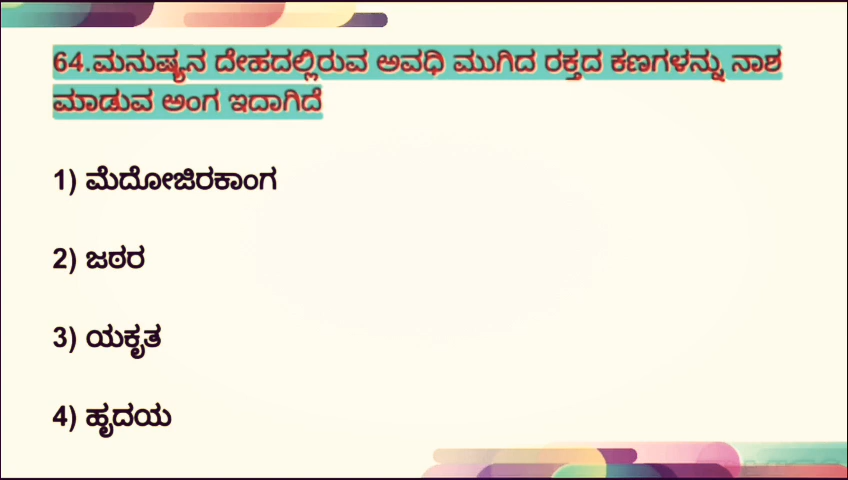 64.ಮನುಷ್ಯನ ದೇಹದಲ್ಲಿರುವ ಅವಧಿ ಮುಗಿದ ರಕ್ತದ ಕಣಗಳನ್ನು ನಾಶ
ಮಾಡುವ ಅಂಗ ಇದಾಗಿದೆ
1) ಮೆದೋಜಿರಕಾಂಗ
2) ಜಠರ
3) ಯಕೃತ
4) ಹೃದಯ